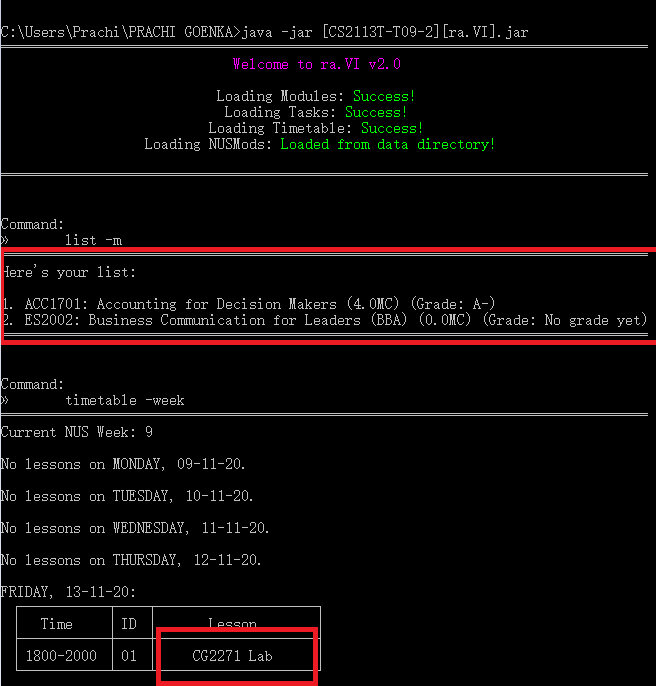 C:\Users\Prachi\PRACHI GOENKA>java -jar [CS2113T-T09-2][ra.VI].jar
Welcome to ra.VI v2.0
Loading Modules: Success!
Loading Tasks: Success!
Loading Timetable: Success!
Loading NUSMods: Loaded from data directory!
Command:
» list -m
Here's your list:
1. ACC1701: Accounting for Decision Makers (4.0MC) (Grade: A-)
2. ES2002: Business Communication for Leaders (BBA) (0.0MC) (Grade: No grade yet)
Command:
» timetable -week
Current NUS Week: 9
No lessons on MONDAY, 09-11-20.
No lessons on TUESDAY, 10-11-20.
No lessons on WEDNESDAY, 11-11-20.
No lessons on THURSDAY, 12-11-20.
FRIDAY, 13-11-20:
Time ID Lesson
1800-2000 01 CG2271 Lab